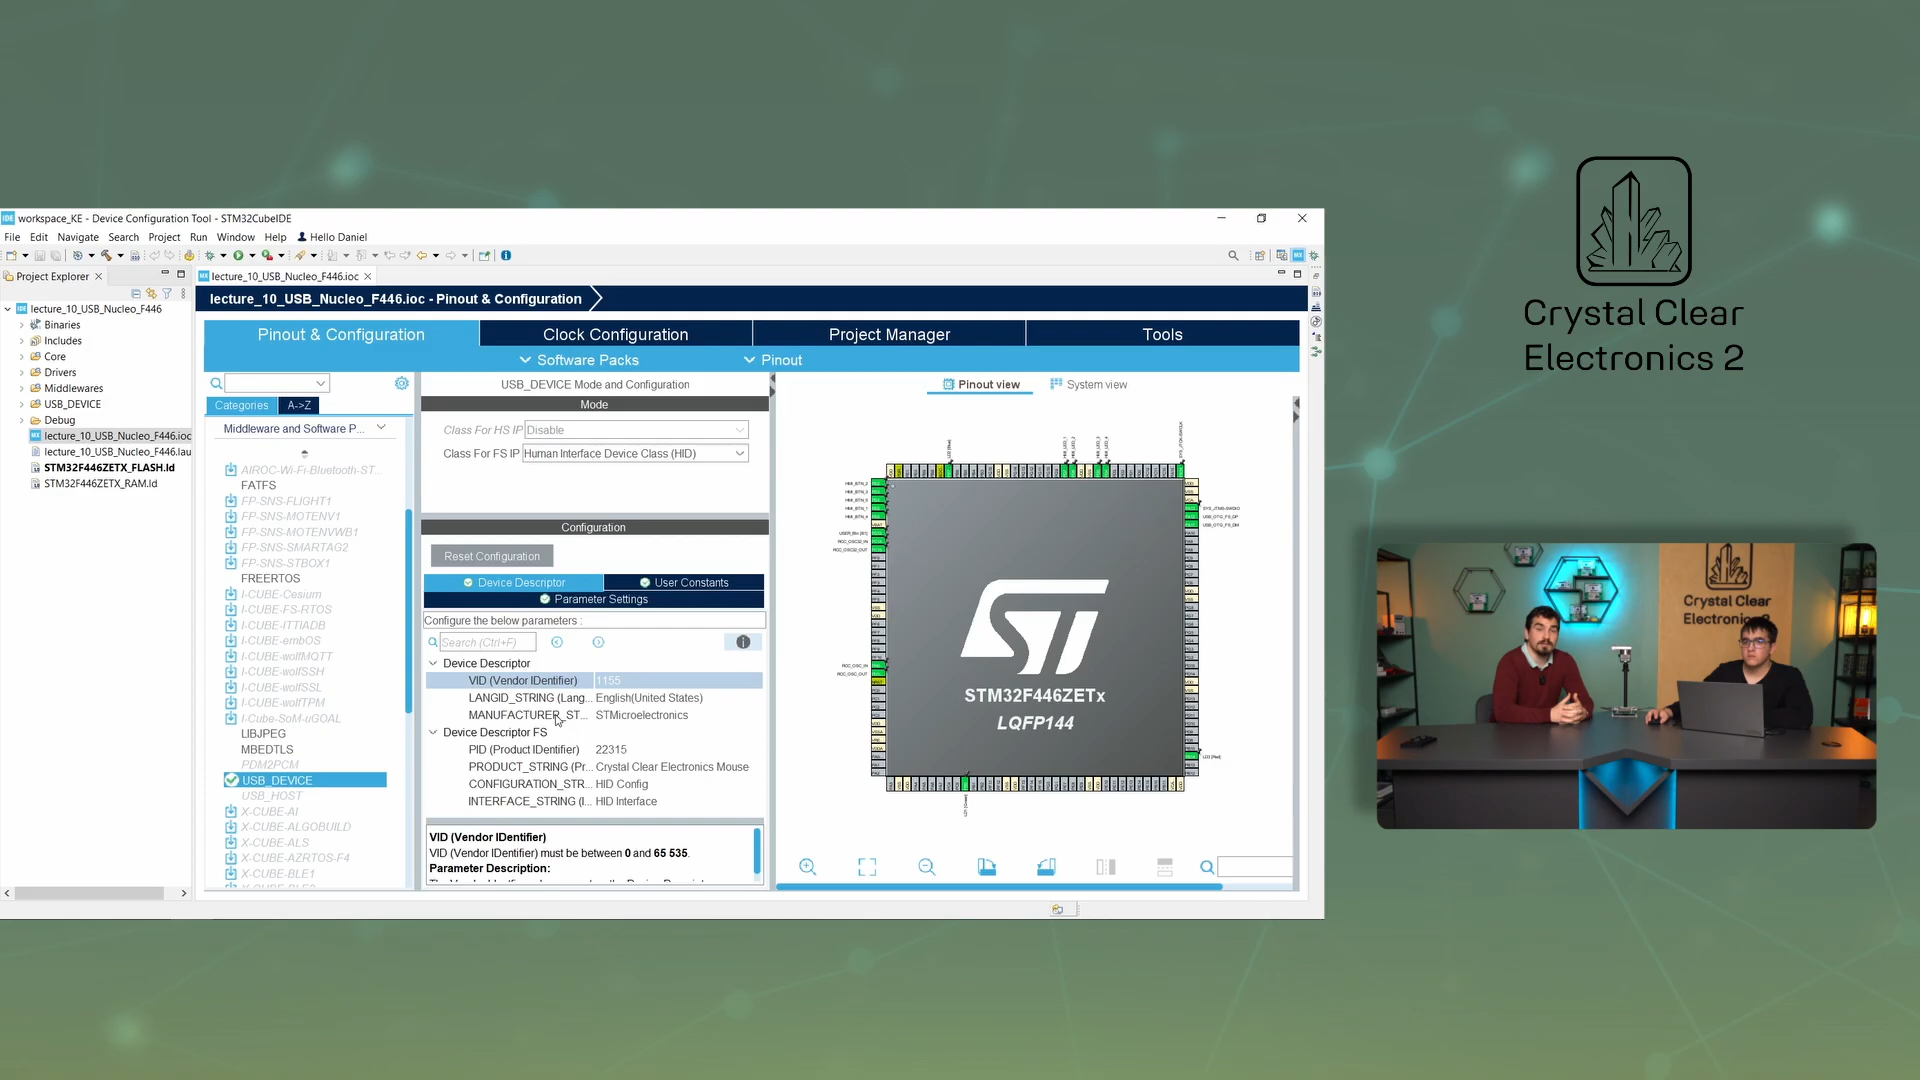 workspace_KE - Device Configuration Tool - STM32CubeIDE
File Edit Navigate Search Project Run Window Help Hello Daniel
Project Explorer
lecture_10_USB_Nucleo_F446.ioc
lecture_10_USB_Nucleo_F446
Binaries
Includes
Core
Drivers
Middlewares
USB_DEVICE
Debug
lecture_10_USB_Nucleo_F446.ioc
lecture_10_USB_Nucleo_F446.lau
STM32F446ZETX_FLASH.ld
STM32F446ZETX_RAM.ld
lecture_10_USB_Nucleo_F446.ioc - Pinout & Configuration
Pinout & Configuration
Clock Configuration
Project Manager
Tools
Software Packs
Pinout
Categories
A->Z
Middleware and Software P...
AIROC-Wi-Fi-Bluetooth-ST...
FATFS
FP-SNS-FLIGHT1
FP-SNS-MOTENV1
FP-SNS-MOTENVWB1
FP-SNS-SMARTAG2
FP-SNS-STBOX1
FREERTOS
I-CUBE-Cesium
I-CUBE-FS-RTOS
I-CUBE-ITTIADB
I-CUBE-embOS
I-CUBE-wolfMQTT
I-CUBE-wolfSSH
I-CUBE-wolfSSL
I-CUBE-wolfTPM
I-Cube-SoM-uGOAL
LIBJPEG
MBEDTLS
PDM2PCM
USB_DEVICE
USB_HOST
X-CUBE-AI
X-CUBE-ALGOBUILD
X-CUBE-ALS
X-CUBE-AZRTOS-F4
X-CUBE-BLE1
X-CUBE-BLE2
USB_DEVICE Mode and Configuration
Mode
Class For HS IP Disable
Class For FS IP Human Interface Device Class (HID)
Configuration
Reset Configuration
Device Descriptor
User Constants
Parameter Settings
Configure the below parameters :
Search (Ctrl+F)
Device Descriptor
VID (Vendor IDentifier) 1155
LANGID_STRING (Lang... English(United States)
MANUFACTURER_ST... STMicroelectronics
Device Descriptor FS
PID (Product IDentifier) 22315
PRODUCT_STRING (Pr... Crystal Clear Electronics Mouse
CONFIGURATION_STR... HID Config
INTERFACE_STRING (I... HID Interface
VID (Vendor IDentifier)
VID (Vendor IDentifier) must be between 0 and 65 535.
Parameter Description:
Pinout view
System view
ST
STM32F446ZETx
LQFP144
Crystal Clear
Electronics 2
Crystal Clear
Electronics 2